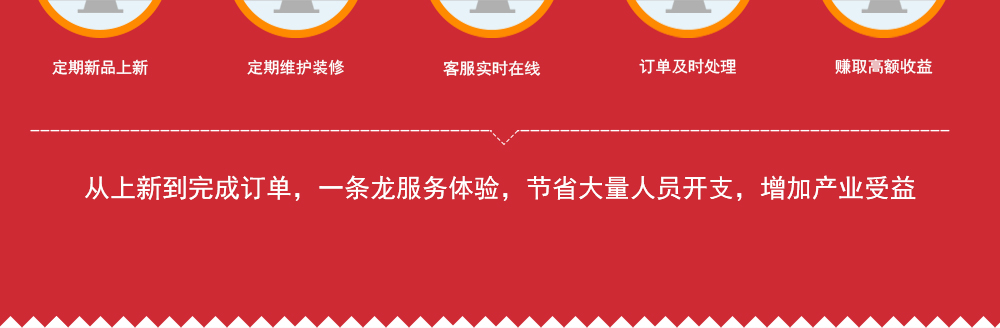 定期新品上新
定期维护装修
客服实时在线
订单及时处理
赚取高额收益
从上新到完成订单，一条龙服务体验，节省大量人员开支，增加产业受益